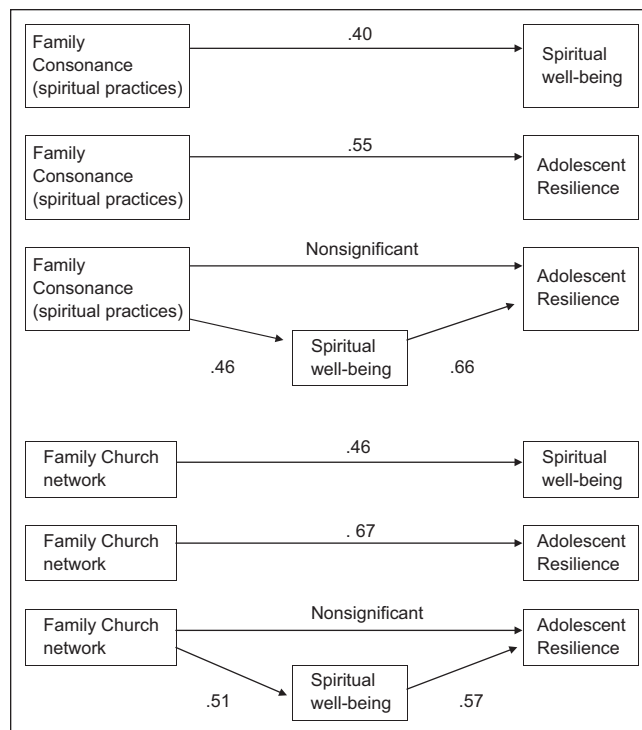 .40
Family
Consonance
(spiritual practices)
Spiritual
well-being
.55
Family
Consonance
(spiritual practices)
Adolescent
Resilience
Nonsignificant
Family
Consonance
(spiritual practices)
Adolescent
Resilience
Spiritual
well-being
.46
.66
.46
Family Church
network
Spiritual
well-being
. 67
Family Church
network
Adolescent
Resilience
Nonsignificant
Family Church
network
Adolescent
Resilience
Spiritual
well-being
.51
.57